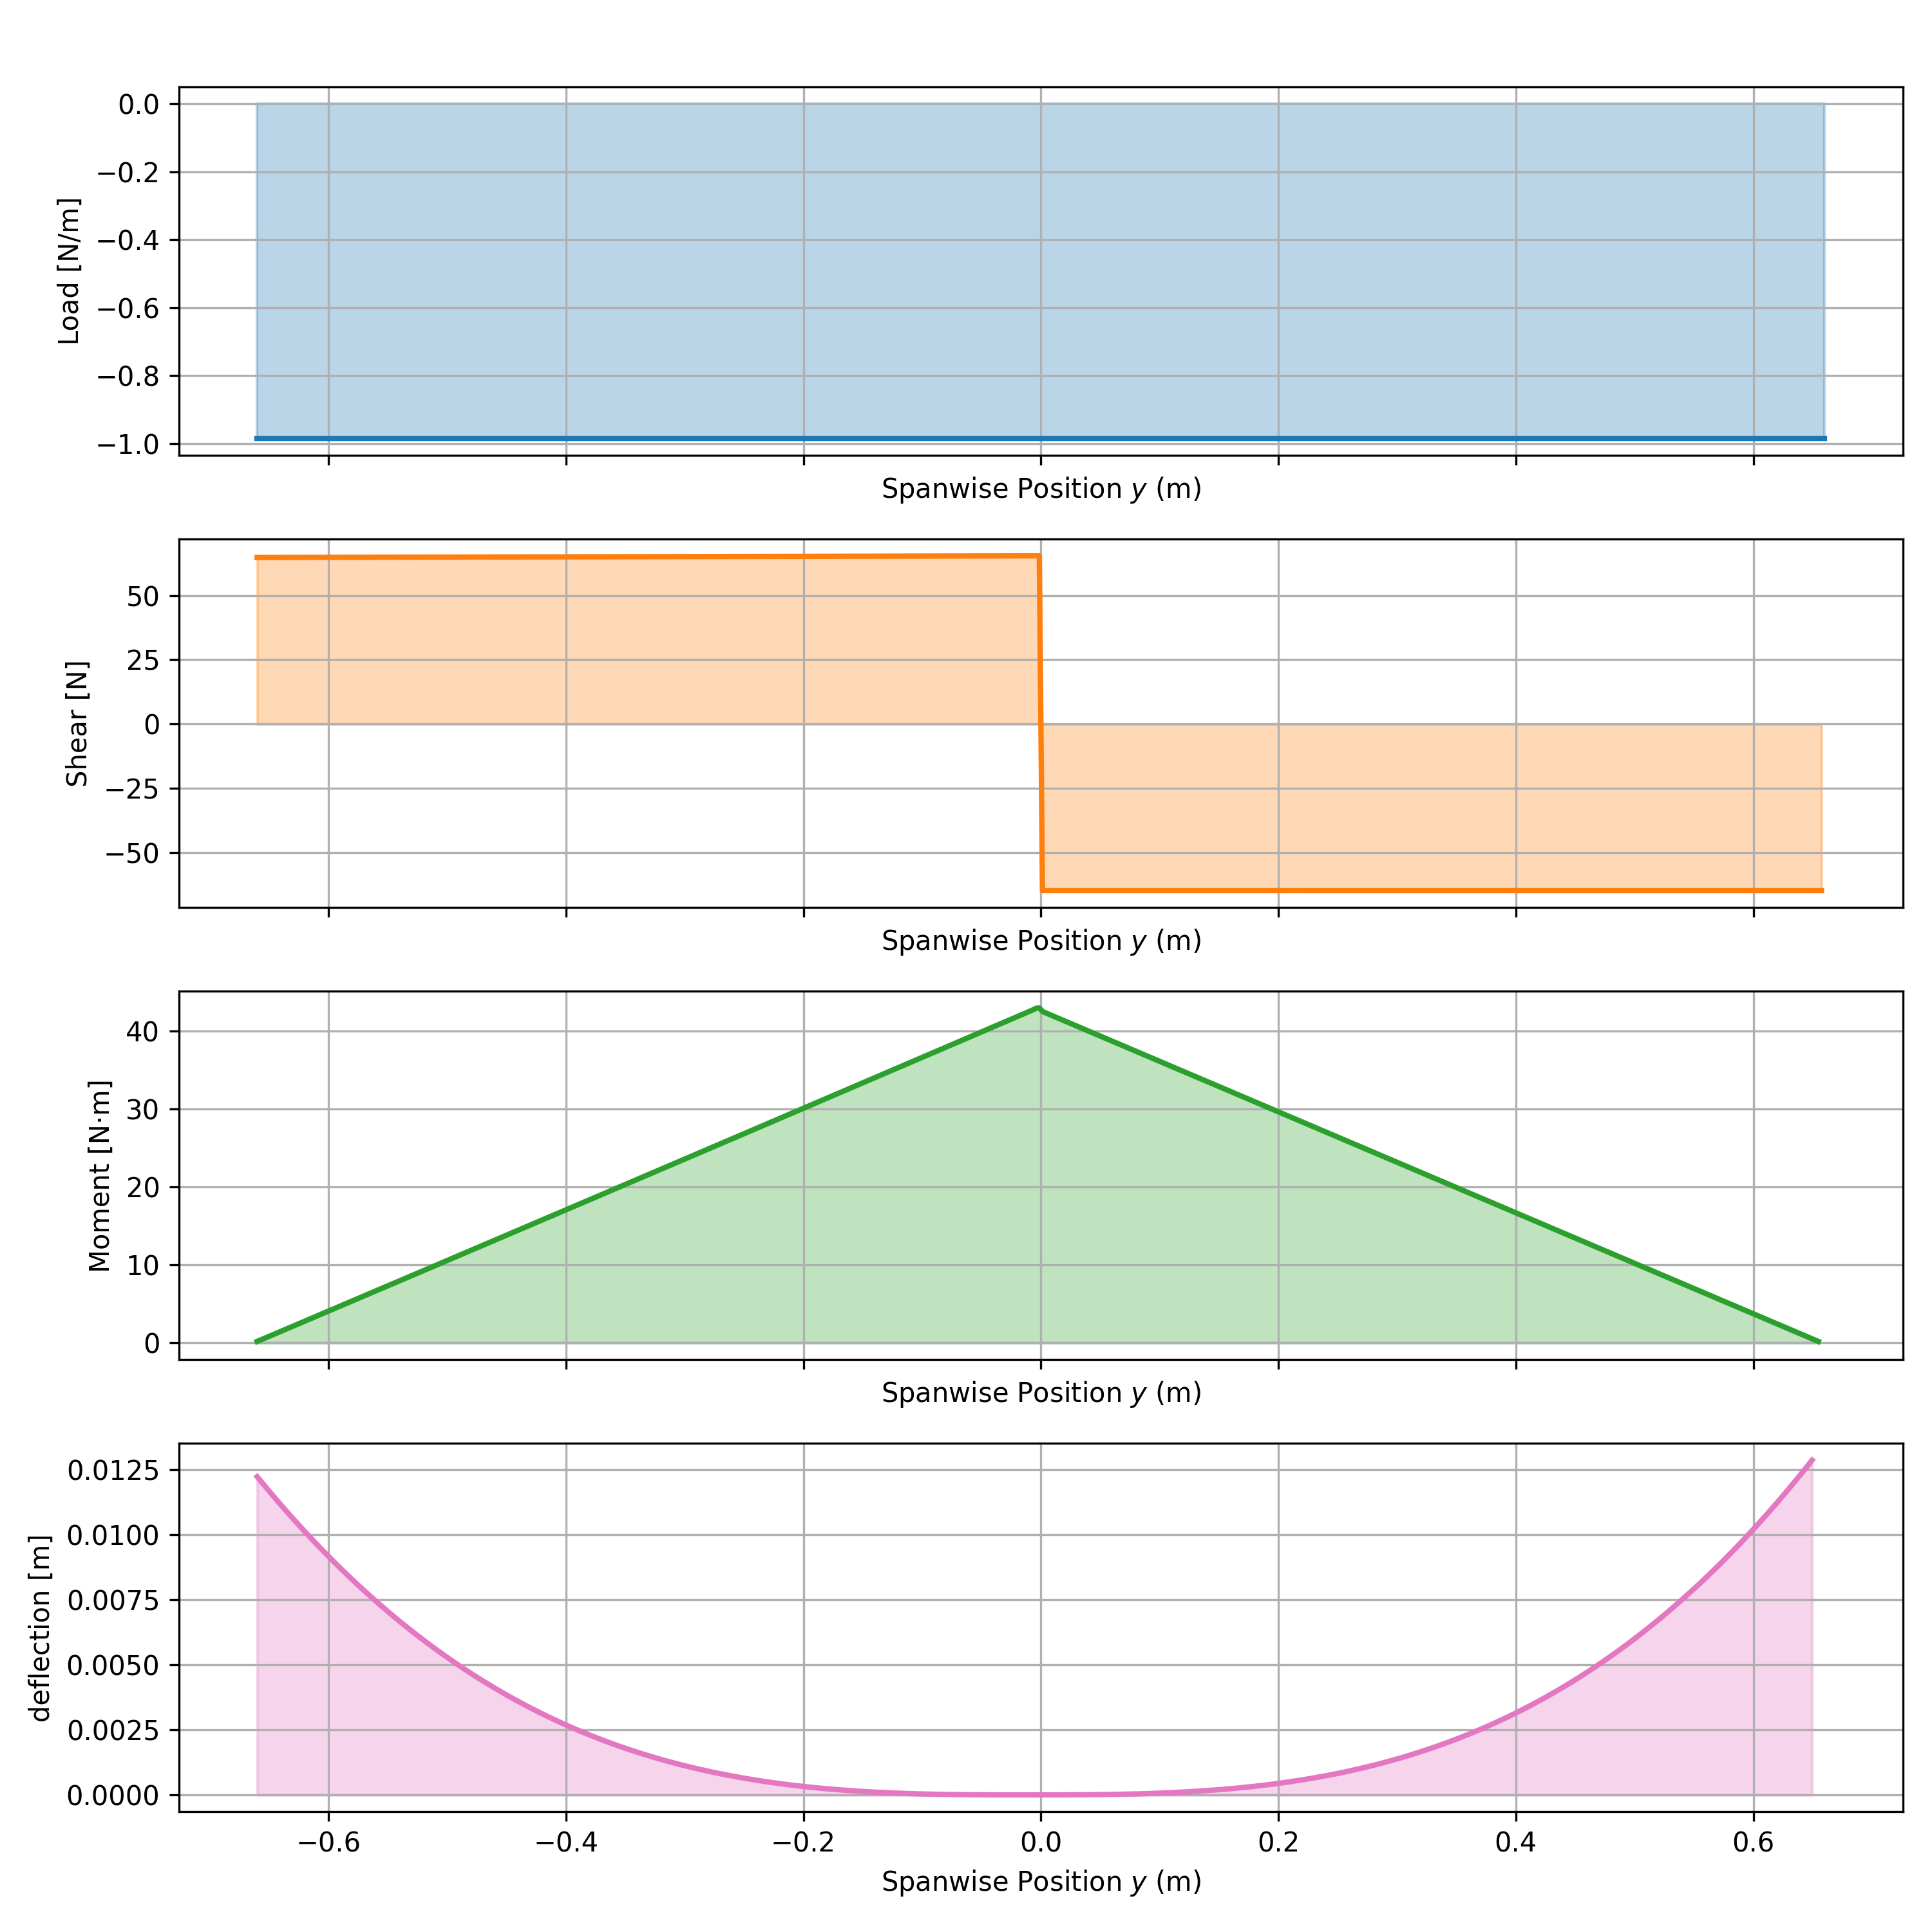 0.0
−0.2
−0.4
−0.6
−0.8
−1.0
Load [N/m]
Spanwise Position y (m)
50
25
0
−25
−50
Shear [N]
Spanwise Position y (m)
40
30
20
10
0
Moment [N·m]
Spanwise Position y (m)
0.0125
0.0100
0.0075
0.0050
0.0025
0.0000
deflection [m]
−0.6 −0.4 −0.2 0.0 0.2 0.4 0.6
Spanwise Position y (m)